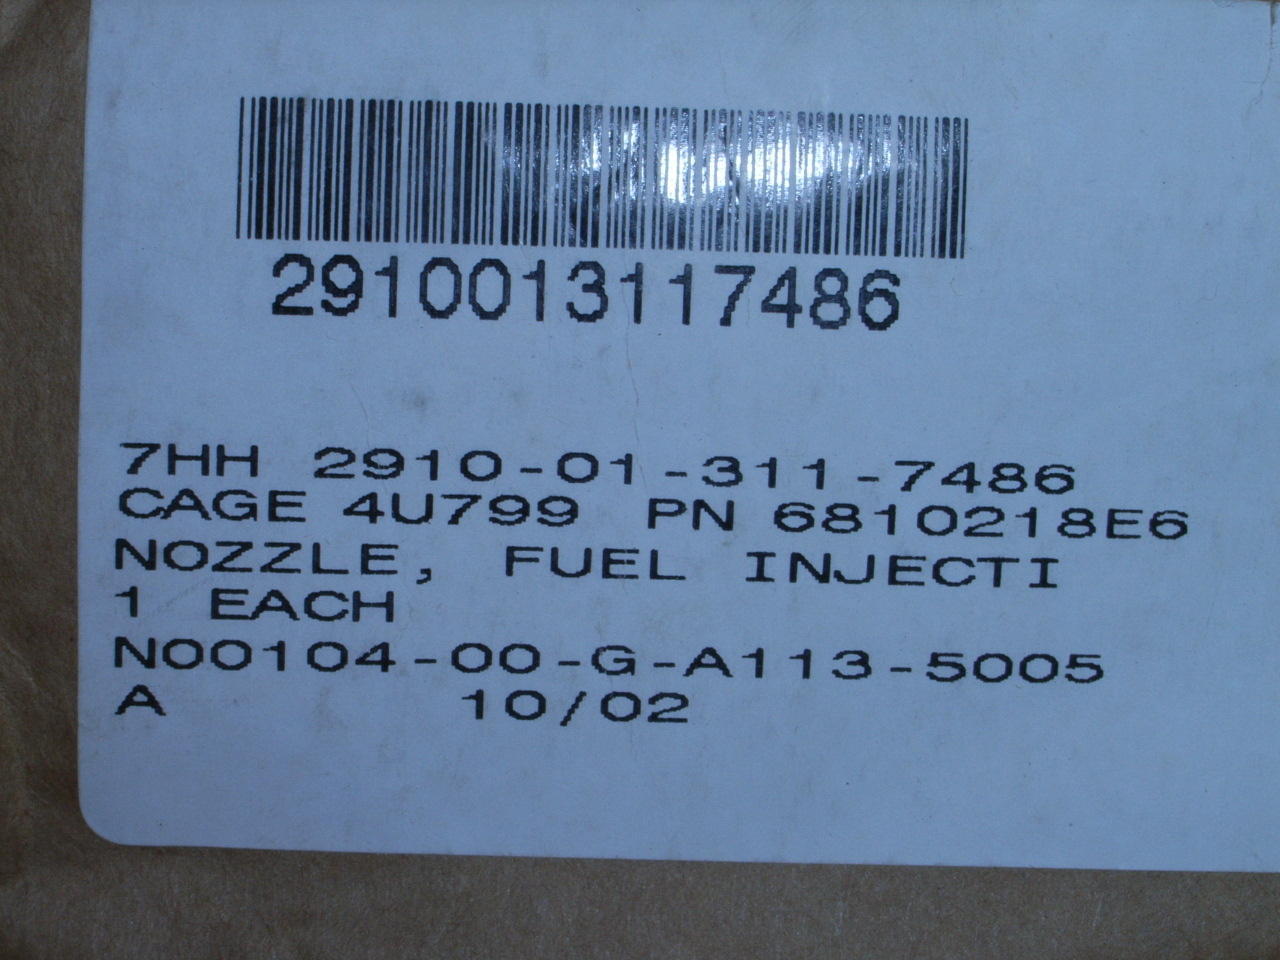 2910013117486
7HH 2910-01-311-7486
CAGE 4U799 PN 6810218E6
NOZZLE, FUEL INJECTI
1 EACH
N00104-00-G-A113-5005
A 10/02